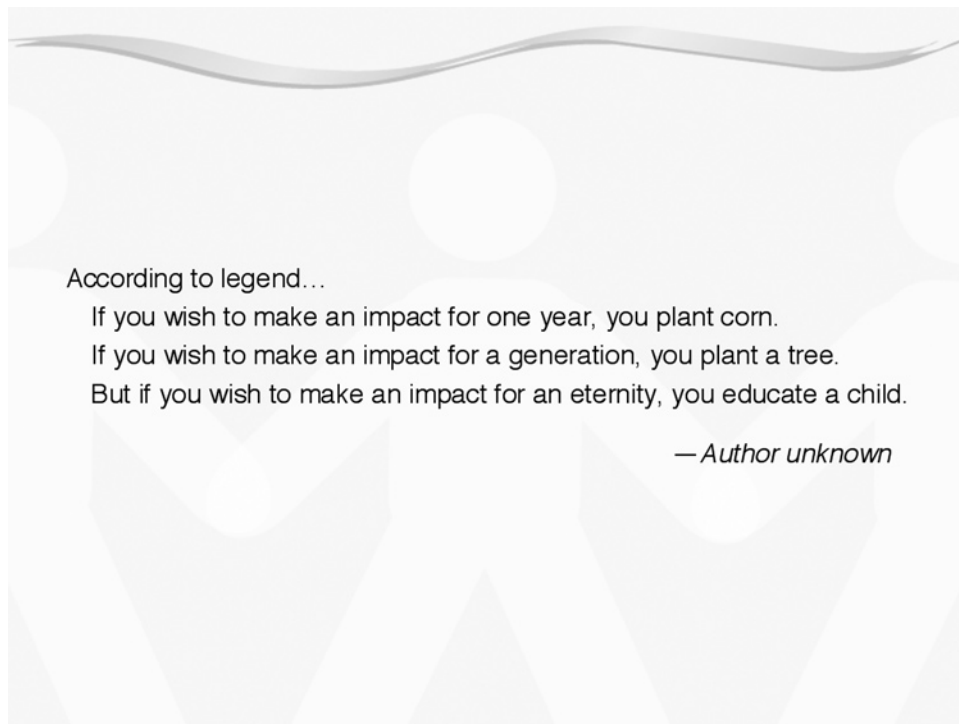 According to legend…
If you wish to make an impact for one year, you plant corn.
If you wish to make an impact for a generation, you plant a tree.
But if you wish to make an impact for an eternity, you educate a child.
— Author unknown